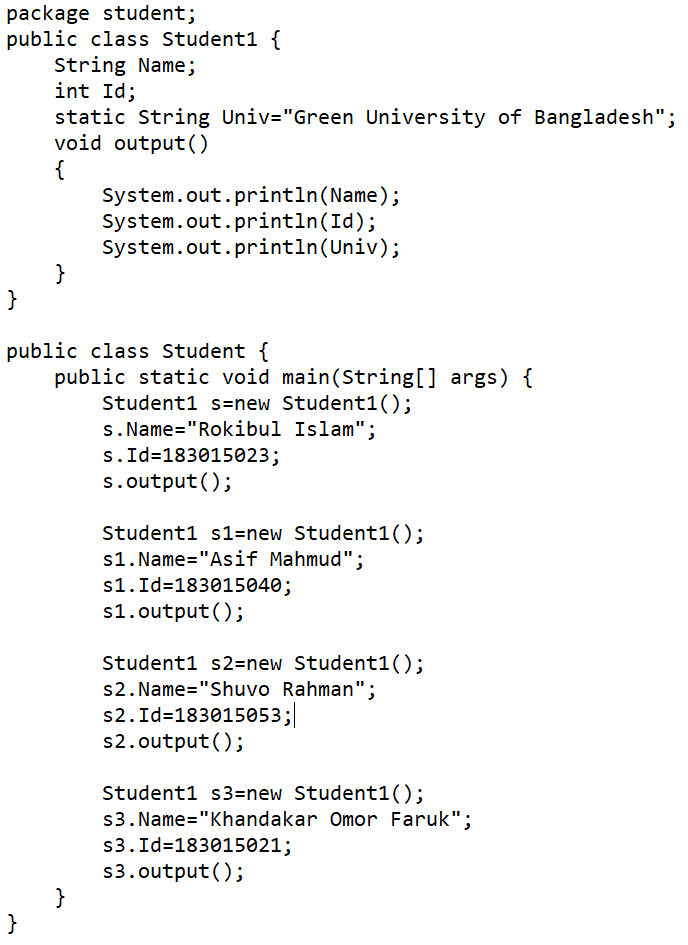 package student;
public class Student1 {
    String Name;
    int Id;
    static String Univ="Green University of Bangladesh";
    void output()
    {
        System.out.println(Name);
        System.out.println(Id);
        System.out.println(Univ);
    }
}

public class Student {
    public static void main(String[] args) {
        Student1 s=new Student1();
        s.Name="Rokibul Islam";
        s.Id=183015023;
        s.output();

        Student1 s1=new Student1();
        s1.Name="Asif Mahmud";
        s1.Id=183015040;
        s1.output();

        Student1 s2=new Student1();
        s2.Name="Shuvo Rahman";
        s2.Id=183015053;
        s2.output();

        Student1 s3=new Student1();
        s3.Name="Khandakar Omor Faruk";
        s3.Id=183015021;
        s3.output();
    }
}